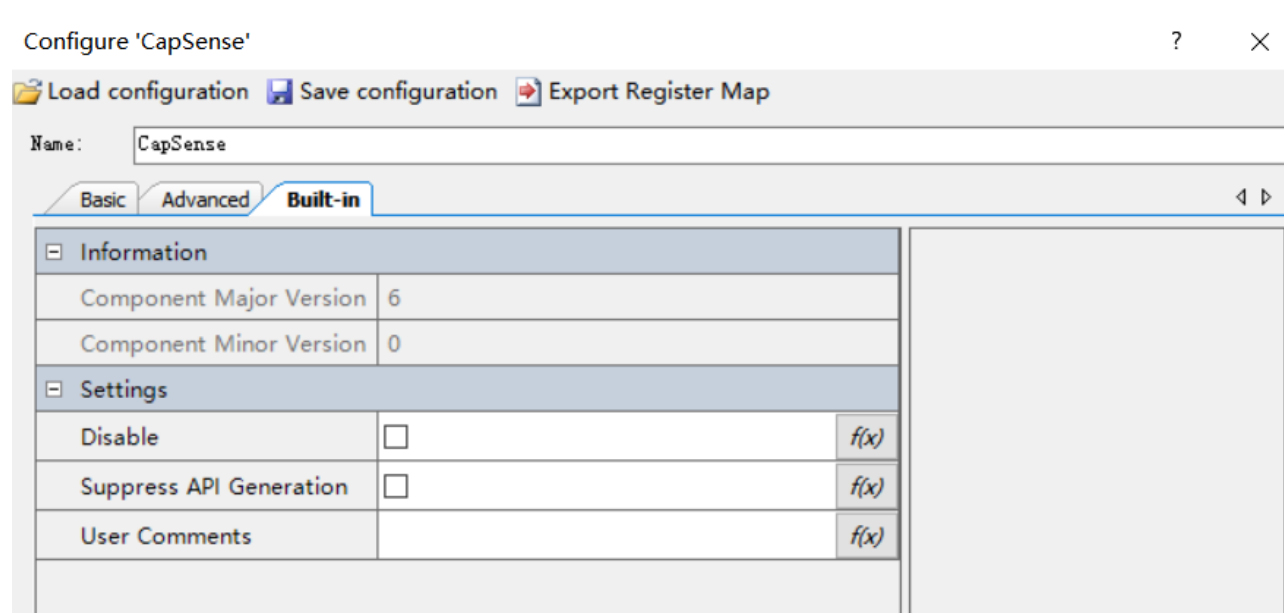 Configure 'CapSense' ?
Load configuration Save configuration Export Register Map
Name: CapSense
Basic Advanced Built-in
Information
Component Major Version 6
Component Minor Version 0
Settings
Disable f(x)
Suppress API Generation f(x)
User Comments f(x)